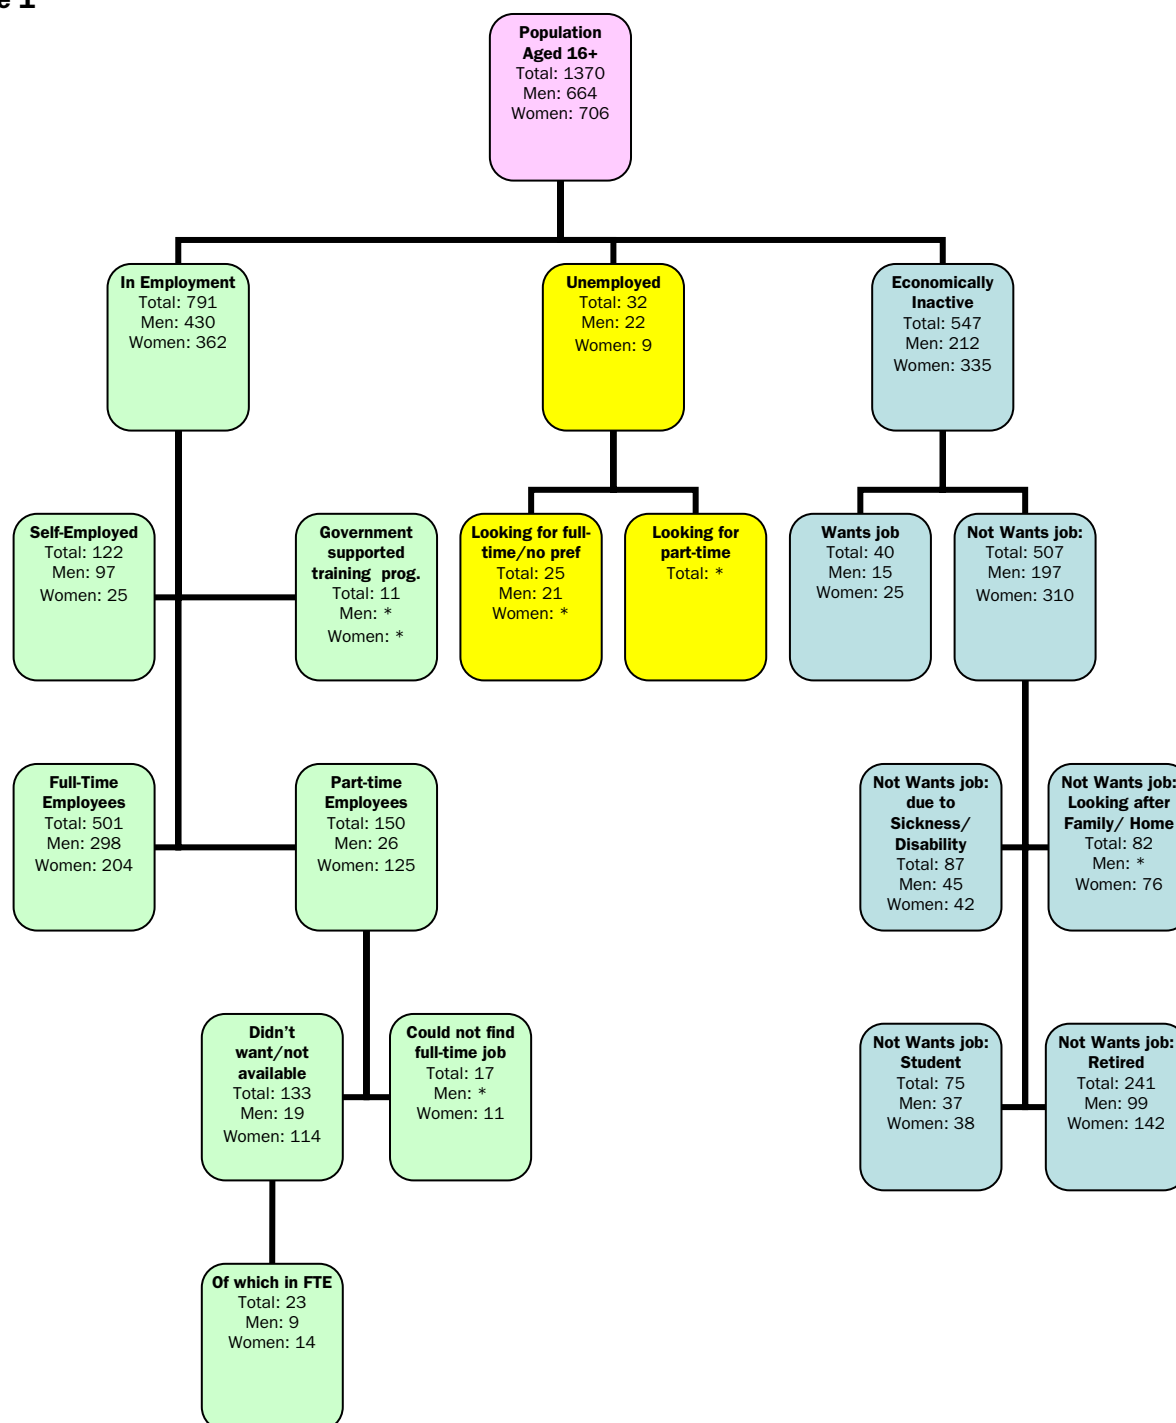 e 1
Population
Aged 16+
Total: 1370
Men: 664
Women: 706
In Employment
Total: 791
Men: 430
Women: 362
Unemployed
Total: 32
Men: 22
Women: 9
Economically
Inactive
Total: 547
Men: 212
Women: 335
Self-Employed
Total: 122
Men: 97
Women: 25
Government
supported
training prog.
Total: 11
Men: *
Women: *
Looking for full-
time/no pref
Total: 25
Men: 21
Women: *
Looking for
part-time
Total: *
Wants job
Total: 40
Men: 15
Women: 25
Not Wants job:
Total: 507
Men: 197
Women: 310
Full-Time
Employees
Total: 501
Men: 298
Women: 204
Part-time
Employees
Total: 150
Men: 26
Women: 125
Not Wants job:
due to
Sickness/
Disability
Total: 87
Men: 45
Women: 42
Not Wants job:
Looking after
Family/ Home
Total: 82
Men: *
Women: 76
Didn't
want/not
available
Total: 133
Men: 19
Women: 114
Could not find
full-time job
Total: 17
Men: *
Women: 11
Not Wants job:
Student
Total: 75
Men: 37
Women: 38
Not Wants job:
Retired
Total: 241
Men: 99
Women: 142
Of which in FTE
Total: 23
Men: 9
Women: 14